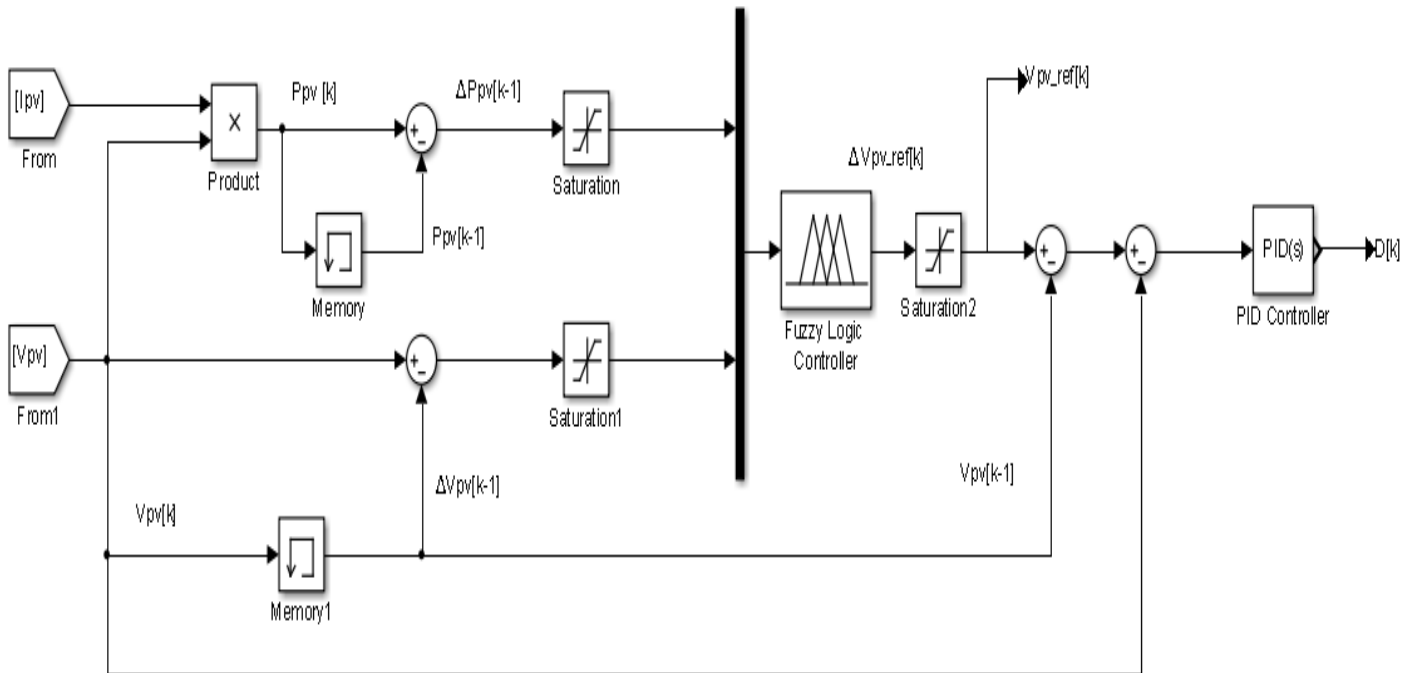 [Ipv]
From
×
Product
Ppv [k]
Memory
Ppv[k-1]
+
-
ΔPpv[k-1]
Saturation
[Vpv]
From1
Vpv[k]
Memory1
+
-
ΔVpv[k-1]
Saturation1
Fuzzy Logic
Controller
ΔVpv_ref[k]
Saturation2
Vpv_ref[k]
+
-
Vpv[k-1]
+
-
PID(s)
PID Controller
D[k]